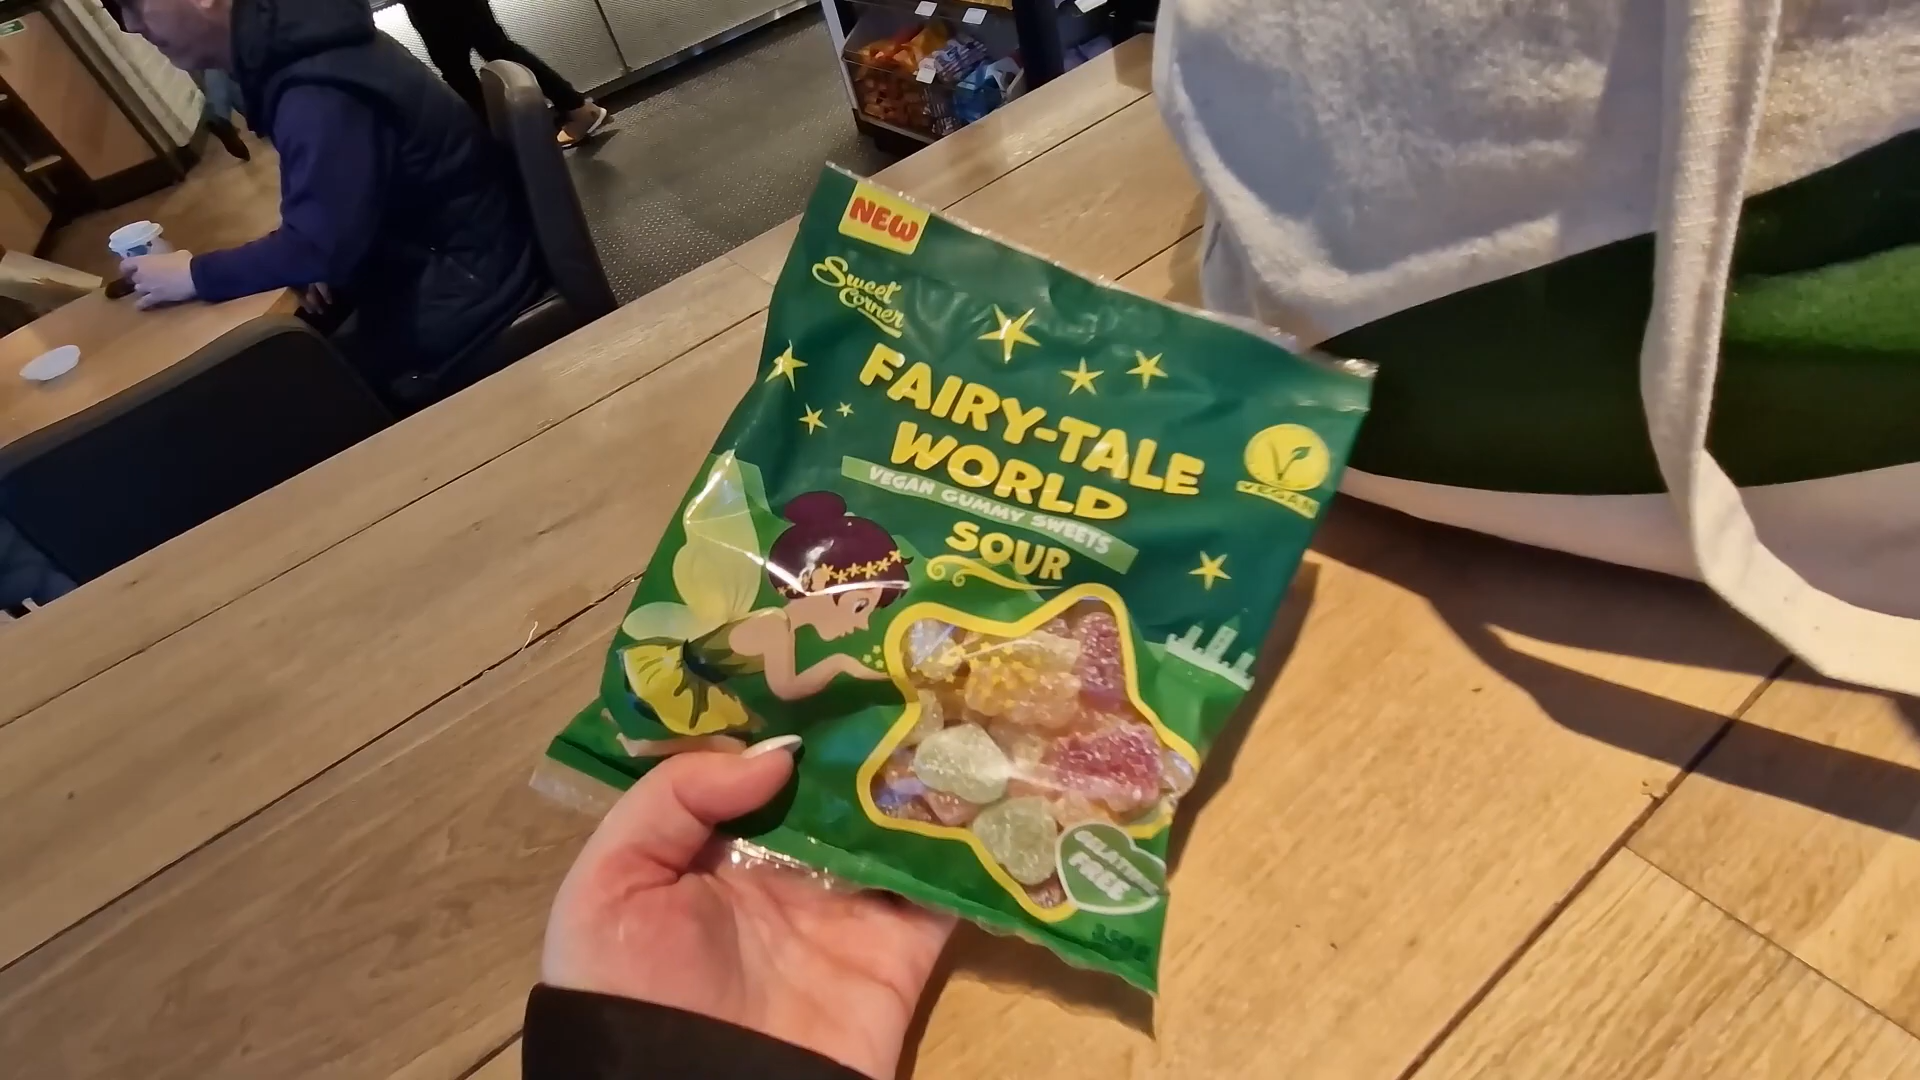 NEW
Sweet
Corner
FAIRY-TALE
WORLD
VEGAN GUMMY SWEETS
SOUR
VEGAN
GELATINE
FREE